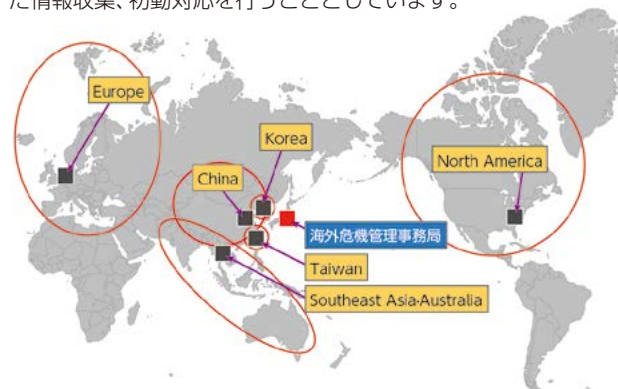 た情報収集、初動対応を行うこととしています。
Europe
Korea
China
North America
海外危機管理事務局
Taiwan
Southeast Asia·Australia